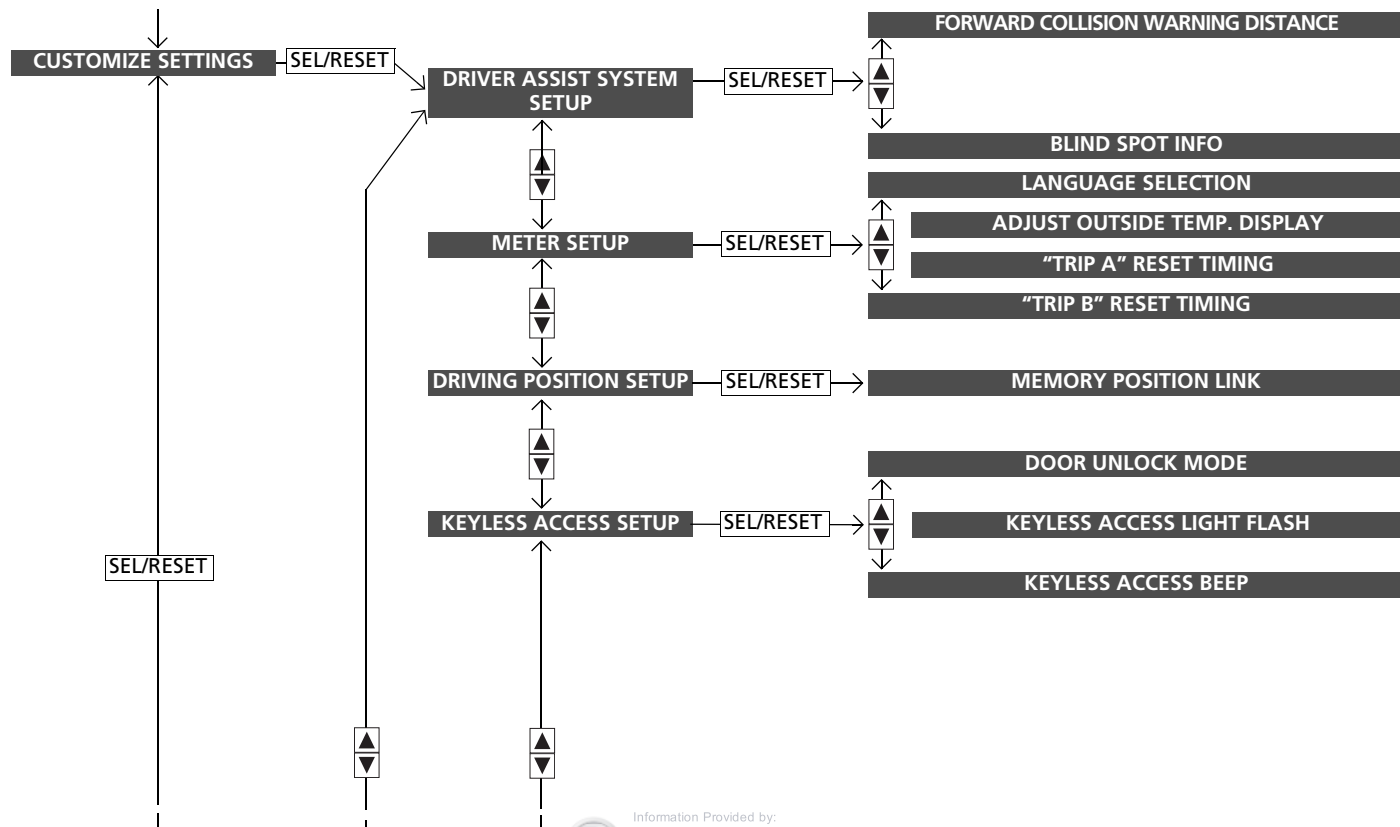 FORWARD COLLISION WARNING DISTANCE
CUSTOMIZE SETTINGS
SEL/RESET
DRIVER ASSIST SYSTEM
SETUP
SEL/RESET
BLIND SPOT INFO
LANGUAGE SELECTION
ADJUST OUTSIDE TEMP. DISPLAY
METER SETUP
SEL/RESET
“TRIP A” RESET TIMING
“TRIP B” RESET TIMING
DRIVING POSITION SETUP
SEL/RESET
MEMORY POSITION LINK
DOOR UNLOCK MODE
KEYLESS ACCESS SETUP
SEL/RESET
KEYLESS ACCESS LIGHT FLASH
SEL/RESET
KEYLESS ACCESS BEEP
Information Provided by: